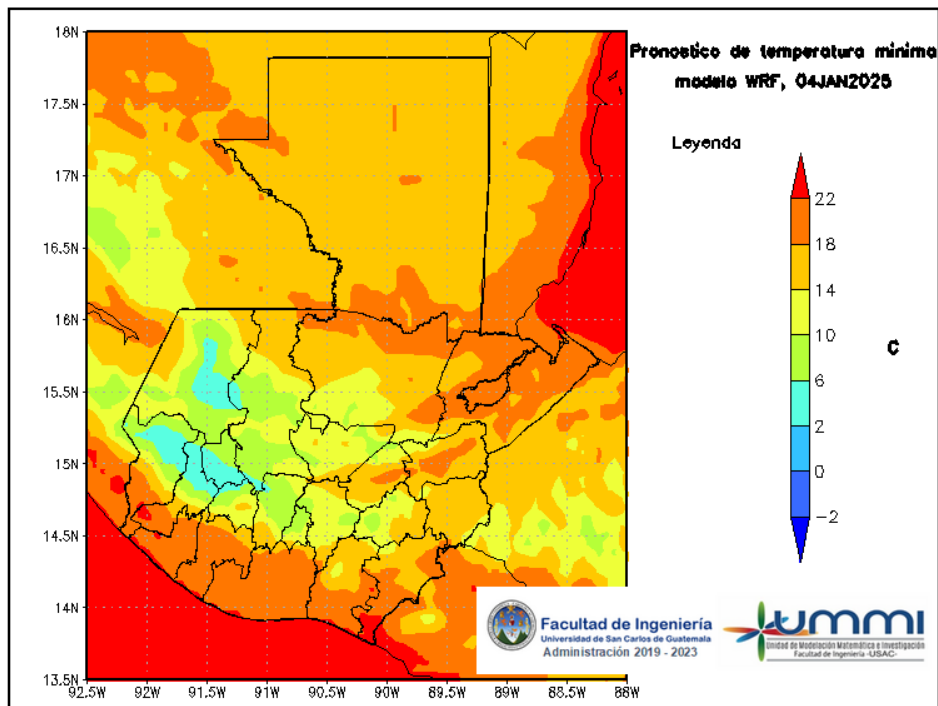 Pronostico de temperatura minima
modelo WRF, 04JAN2025
Leyenda
22
18
14
10
6
2
0
−2
C
18N
17.5N
17N
16.5N
16N
15.5N
15N
14.5N
14N
13.5N
92.5W 92W 91.5W 91W 90.5W 90W 89.5W 89W 88.5W 88W
Facultad de Ingeniería
Universidad de San Carlos de Guatemala
Administración 2019 - 2023
UMMI
Unidad de Modelación Matemática e Investigación
Facultad de Ingeniería -USAC-